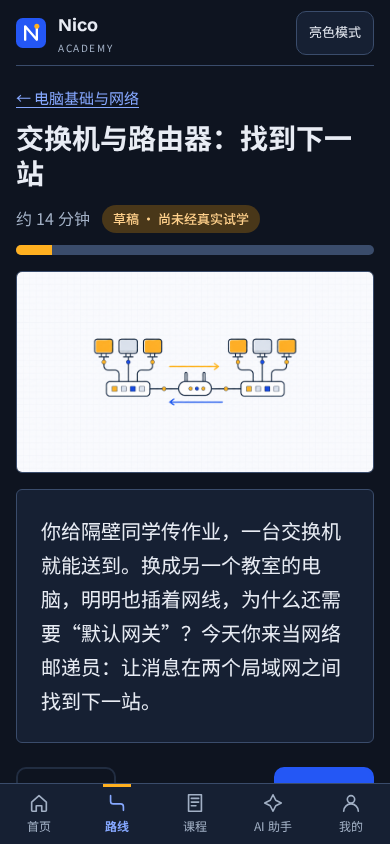 Nico
ACADEMY
亮色模式
← 电脑基础与网络
交换机与路由器：找到下一
站
约 14 分钟
草稿 · 尚未经真实试学
你给隔壁同学传作业，一台交换机
就能送到。换成另一个教室的电
脑，明明也插着网线，为什么还需
要“默认网关”？今天你来当网络
邮递员：让消息在两个局域网之间
找到下一站。
首页
路线
课程
AI 助手
我的